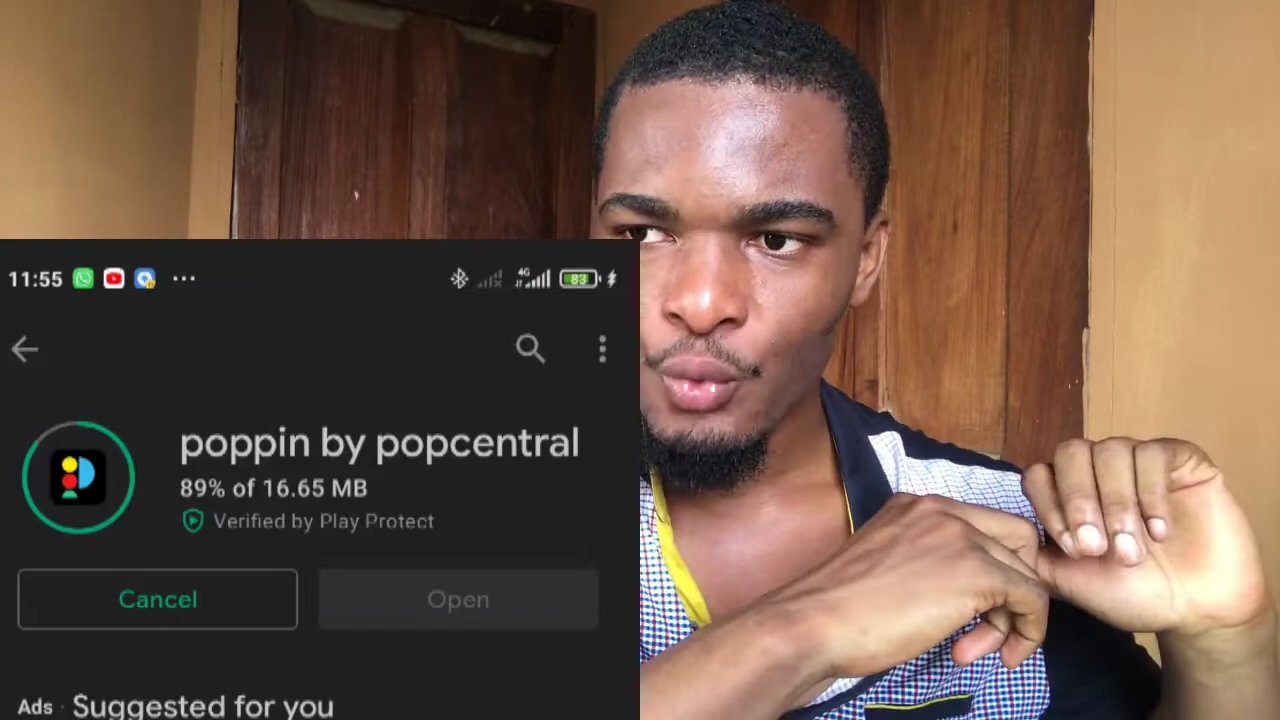 11:55 4G 83
poppin by popcentral
89% of 16.65 MB
Verified by Play Protect
Cancel Open
Ads · Suggested for you